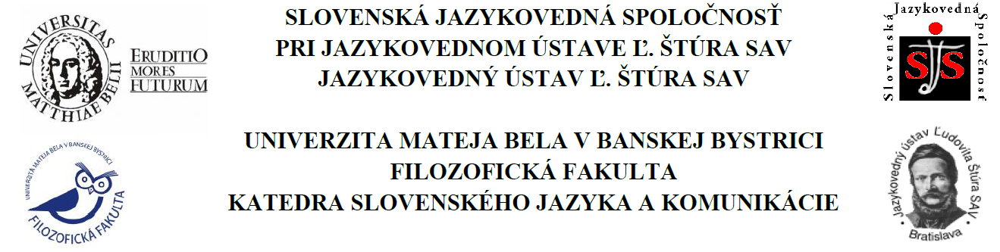 UNIVERSITAS MATTHIAE BELII
ERUDITIO
MORES
FUTURUM
SLOVENSKÁ JAZYKOVEDNÁ SPOLOČNOSŤ
PRI JAZYKOVEDNOM ÚSTAVE Ľ. ŠTÚRA SAV
JAZYKOVEDNÝ ÚSTAV Ľ. ŠTÚRA SAV
Slovenská Jazykovedná Spoločnosť
SJS
UNIVERZITA MATEJA BELA V BANSKEJ BYSTRICI
FILOZOFICKÁ FAKULTA
UNIVERZITA MATEJA BELA V BANSKEJ BYSTRICI
FILOZOFICKÁ FAKULTA
KATEDRA SLOVENSKÉHO JAZYKA A KOMUNIKÁCIE
• Jazykovedný ústav Ľudovíta Štúra SAV •
Bratislava